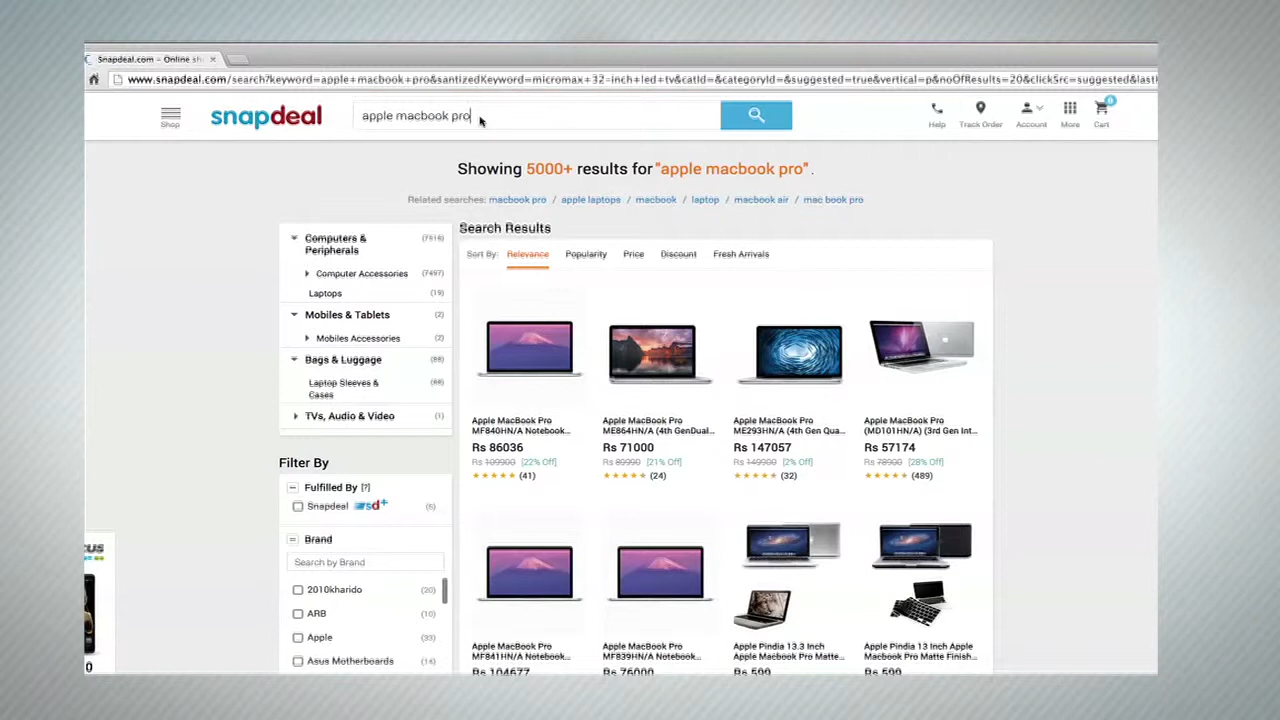 Snapdeal.com – Online sh
www.snapdeal.com/search?keyword=apple+macbook+pro&santizedKeyword=micromax+32-inch+led+tv&catId=&categoryId=&suggested=true&vertical=p&noOfResults=20&clickSrc=suggested&last
Shop
snapdeal
apple macbook pro
Help
Track Order
Account
More
0
Cart
Showing 5000+ results for "apple macbook pro".
Related searches: macbook pro / apple laptops / macbook / laptop / macbook air / mac book pro
Computers & Peripherals (7516)
Computer Accessories (7497)
Laptops (19)
Mobiles & Tablets (2)
Mobiles Accessories (2)
Bags & Luggage (88)
Laptop Sleeves & Cases (88)
TVs, Audio & Video (1)
Filter By
Fulfilled By [?]
Snapdeal sd+ (6)
Brand
Search by Brand
2010kharido (20)
ARB (10)
Apple (33)
Asus Motherboards (14)
Search Results
Sort By: Relevance Popularity Price Discount Fresh Arrivals
Apple MacBook Pro
MF840HN/A Notebook...
Rs 86036
Rs 109900 [22% Off]
(41)
Apple MacBook Pro
ME864HN/A (4th GenDual...
Rs 71000
Rs 89990 [21% Off]
(24)
Apple MacBook Pro
ME293HN/A (4th Gen Qua...
Rs 147057
Rs 149900 [2% Off]
(32)
Apple MacBook Pro
(MD101HN/A) (3rd Gen Int...
Rs 57174
Rs 78900 [28% Off]
(489)
Apple MacBook Pro
MF841HN/A Notebook...
Rs 104677
Apple MacBook Pro
MF839HN/A Notebook...
Rs 76000
Apple Pindia 13.3 Inch
Apple Macbook Pro Matte...
Rs 599
Apple Pindia 13 Inch Apple
Macbook Pro Matte Finish...
Rs 599
cus
0